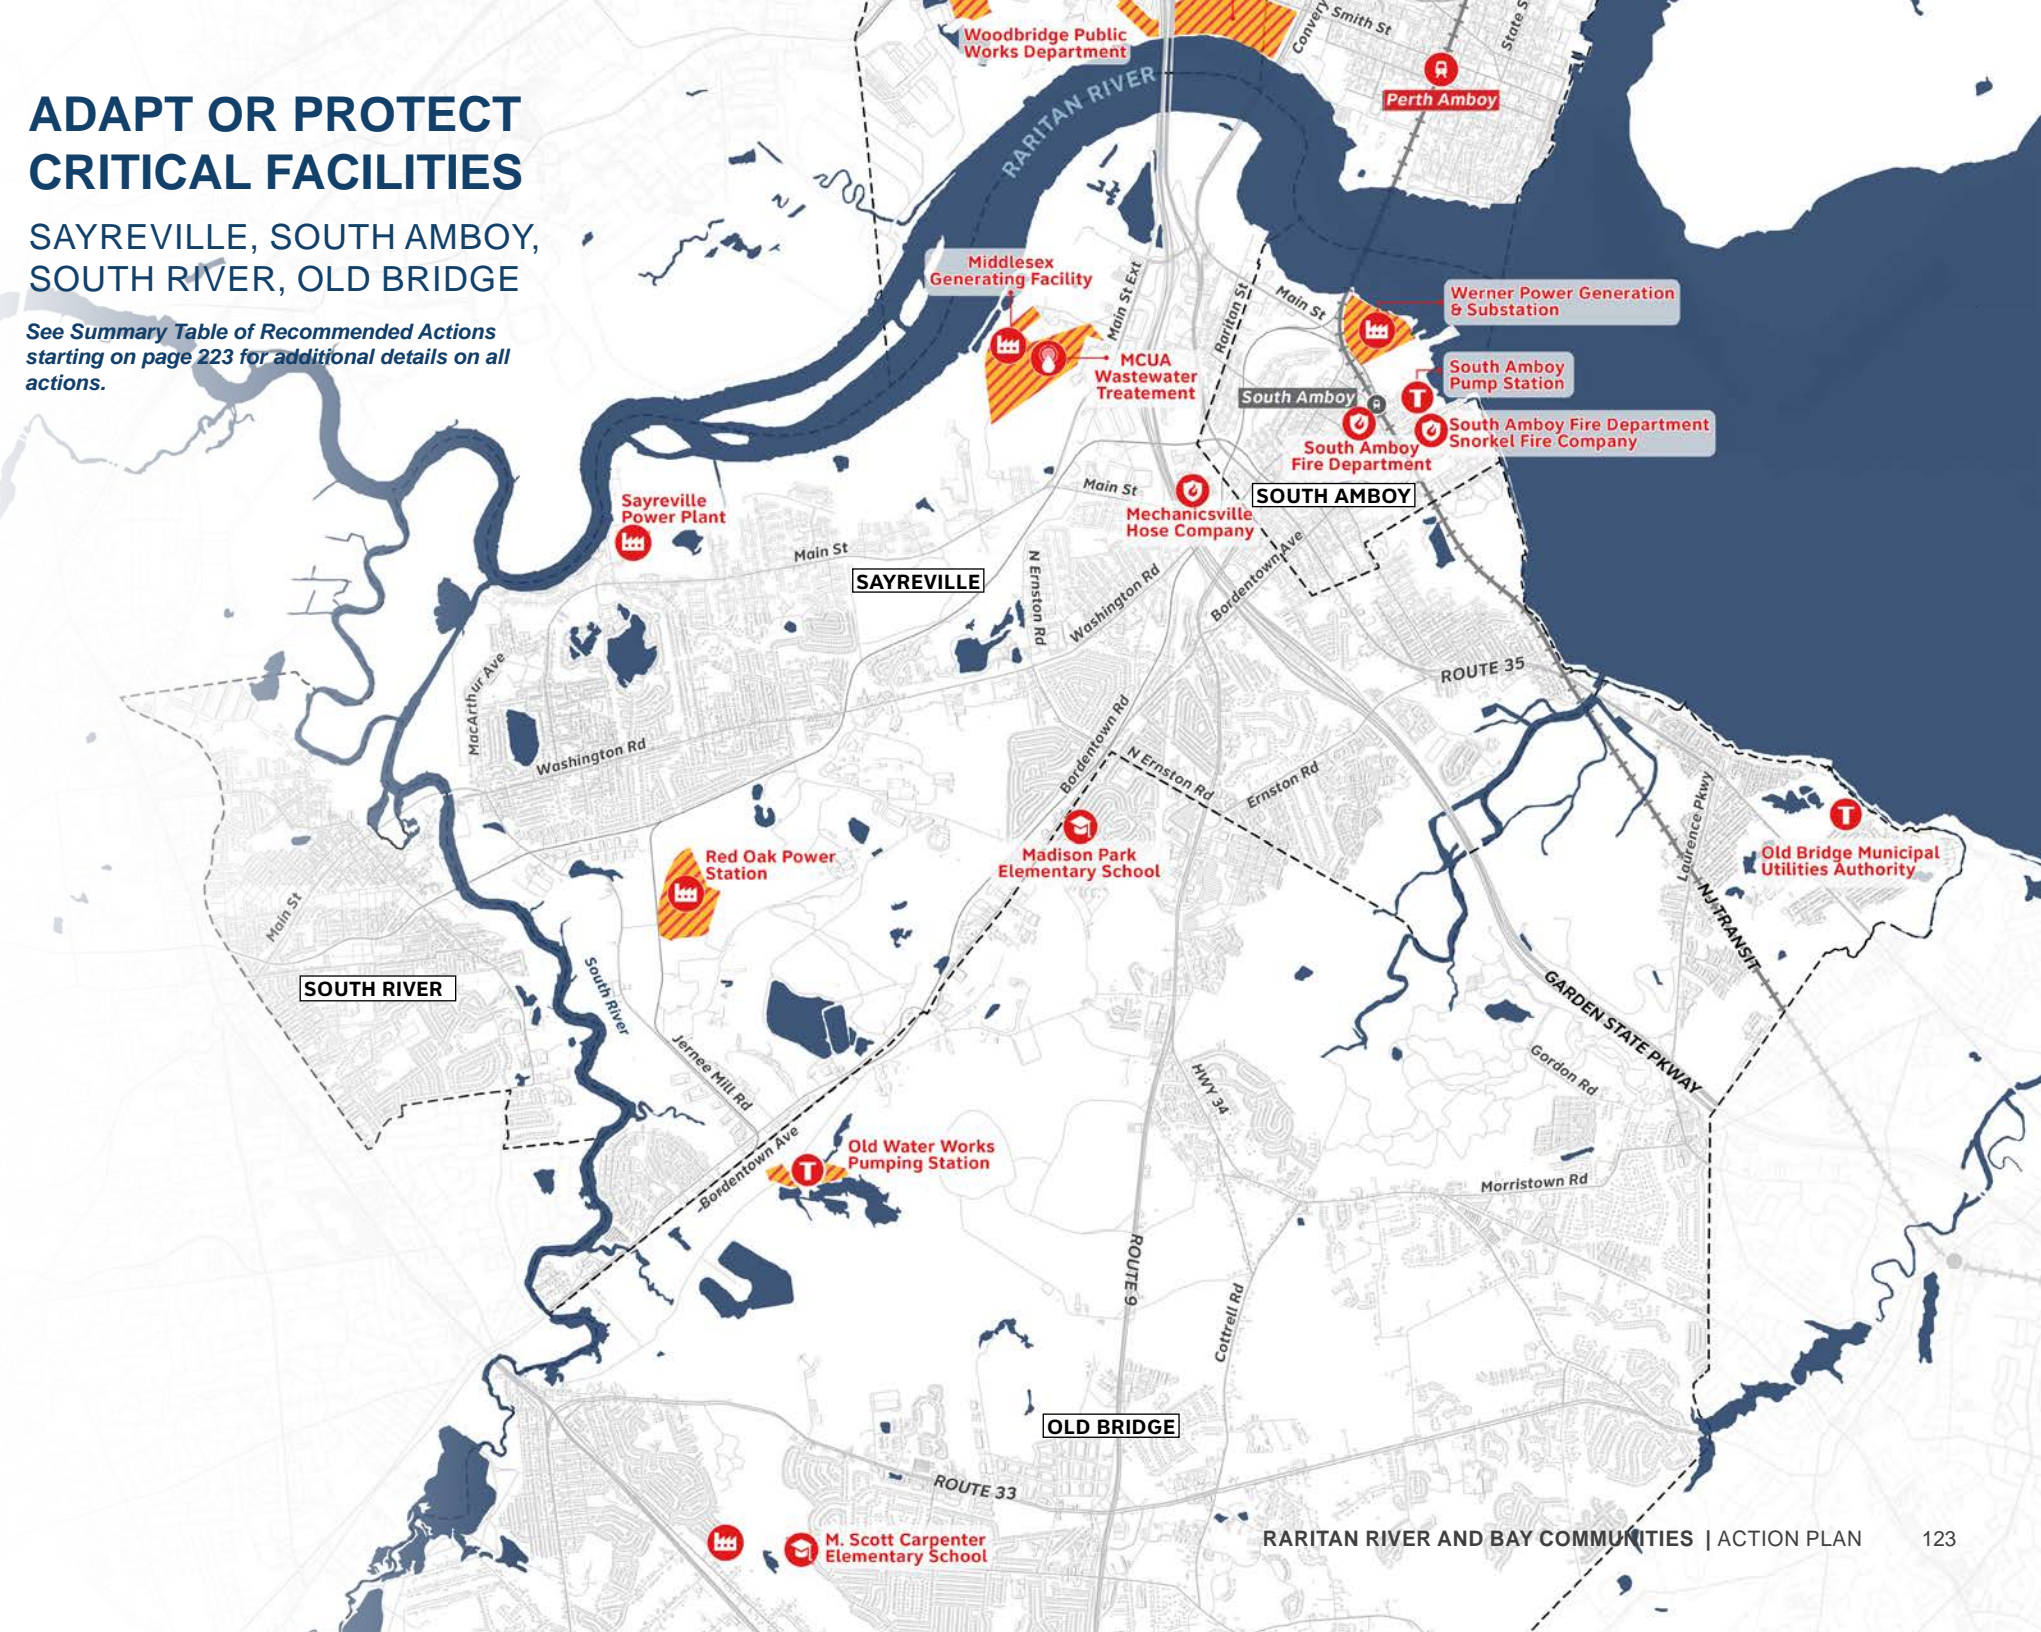 Woodbridge Public
Works Department
Convery
Smith St
State S
Perth Amboy
RARITAN RIVER
ADAPT OR PROTECT
CRITICAL FACILITIES
SAYREVILLE, SOUTH AMBOY,
SOUTH RIVER, OLD BRIDGE
See Summary Table of Recommended Actions
starting on page 223 for additional details on all
actions.
Middlesex
Generating Facility
Main St Ext
Raritan St
Main St
Werner Power Generation
& Substation
MCUA
Wastewater
Treatement
South Amboy
Pump Station
South Amboy
South Amboy Fire Department
Snorkel Fire Company
South Amboy
Fire Department
SOUTH AMBOY
Main St
Mechanicsville
Hose Company
Sayreville
Power Plant
Main St
SAYREVILLE
N Ernston Rd
Washington Rd
Bordentown Ave
ROUTE 35
MacArthur Ave
Washington Rd
Bordentown Rd
N Ernston Rd
Ernston Rd
Laurence Pkwy
Madison Park
Elementary School
Old Bridge Municipal
Utilities Authority
Red Oak Power
Station
Main St
NJ TRANSIT
SOUTH RIVER
South River
GARDEN STATE PKWAY
Jernee Mill Rd
HWY 34
Gordon Rd
Bordentown Ave
Old Water Works
Pumping Station
Morristown Rd
ROUTE 9
Cottrell Rd
OLD BRIDGE
ROUTE 33
M. Scott Carpenter
Elementary School
RARITAN RIVER AND BAY COMMUNITIES | ACTION PLAN 123